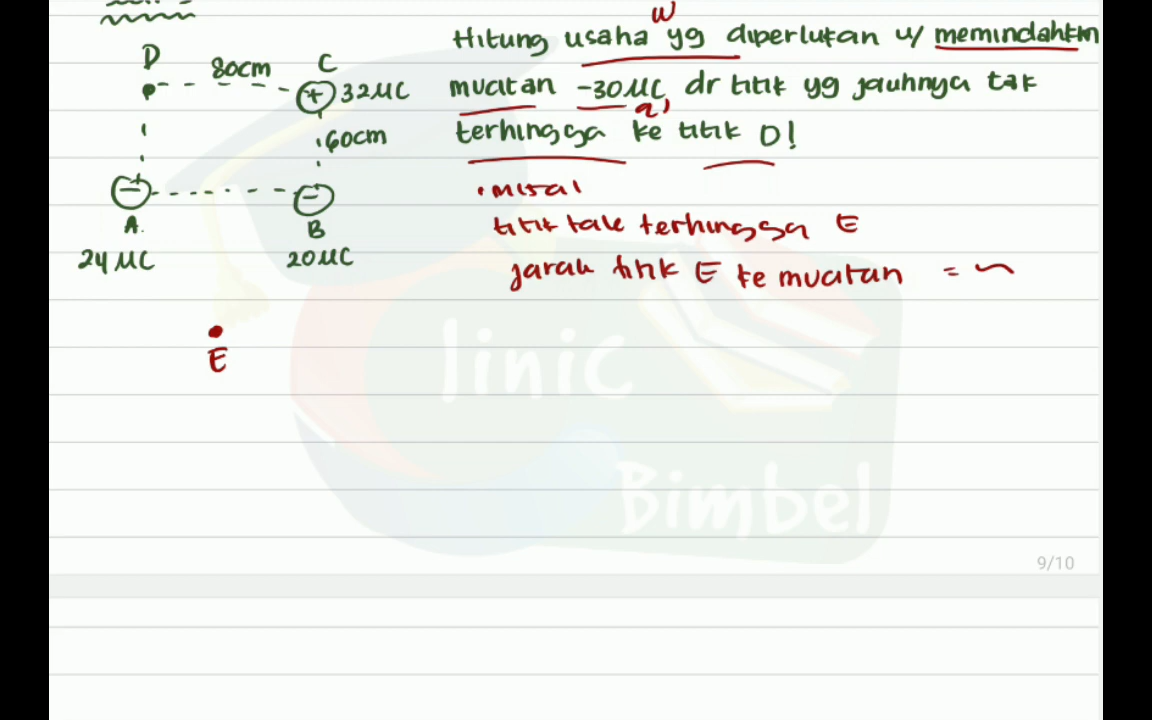 Hitung usaha yg diperlukan u/ memindahkan
w
muatan -30μC dr titik yg jauhnya tak
q'
terhingga ke titik D!
D
80cm
C
+ 32μC
60cm
-
-
A.
B
24μC
20μC
• misal
titik tak terhingga E
jarak titik E ke muatan = ~
E
linic
Bimbel
9/10